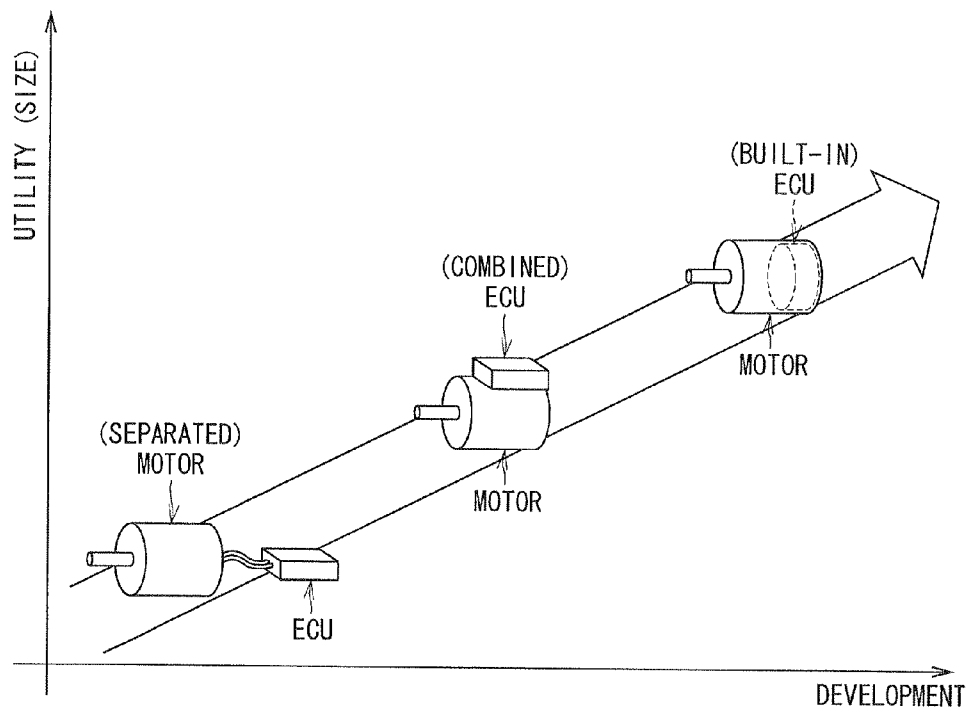 UTILITY (SIZE)
(BUILT-IN)
ECU
(COMBINED)
ECU
MOTOR
(SEPARATED)
MOTOR
MOTOR
ECU
DEVELOPMENT